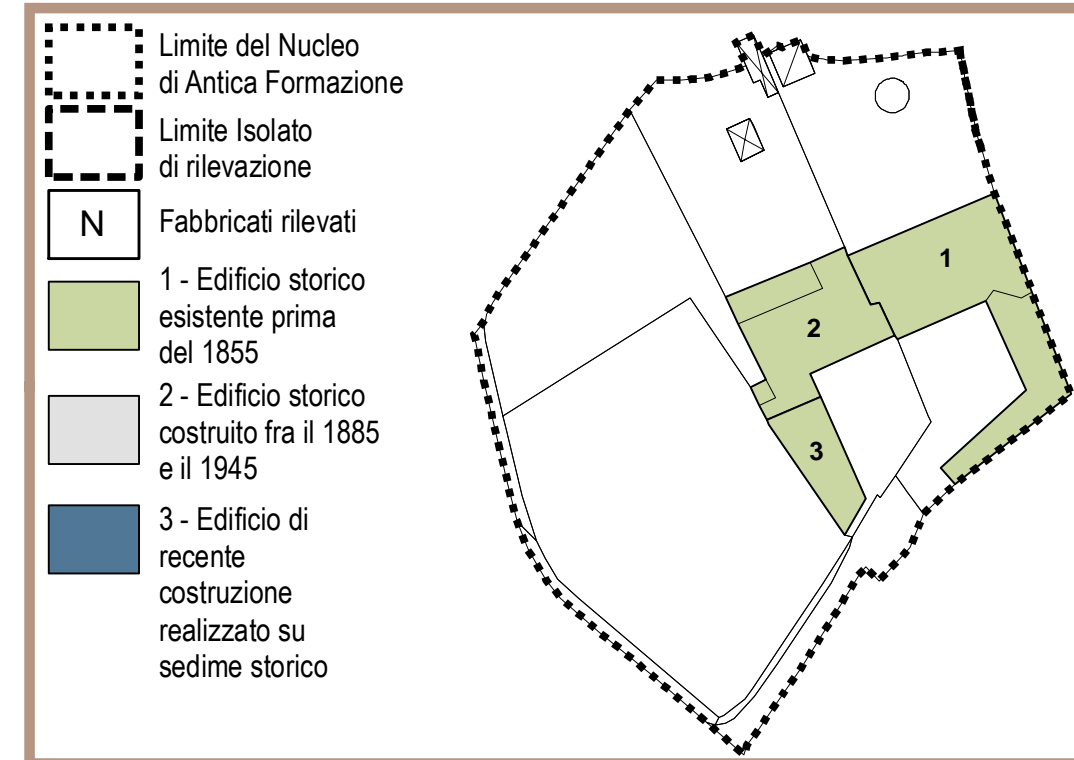 Limite del Nucleo
di Antica Formazione
Limite Isolato
di rilevazione
N
Fabbricati rilevati
1 - Edificio storico
esistente prima
del 1855
2 - Edificio storico
costruito fra il 1885
e il 1945
3 - Edificio di
recente
costruzione
realizzato su
sedime storico
1
2
3